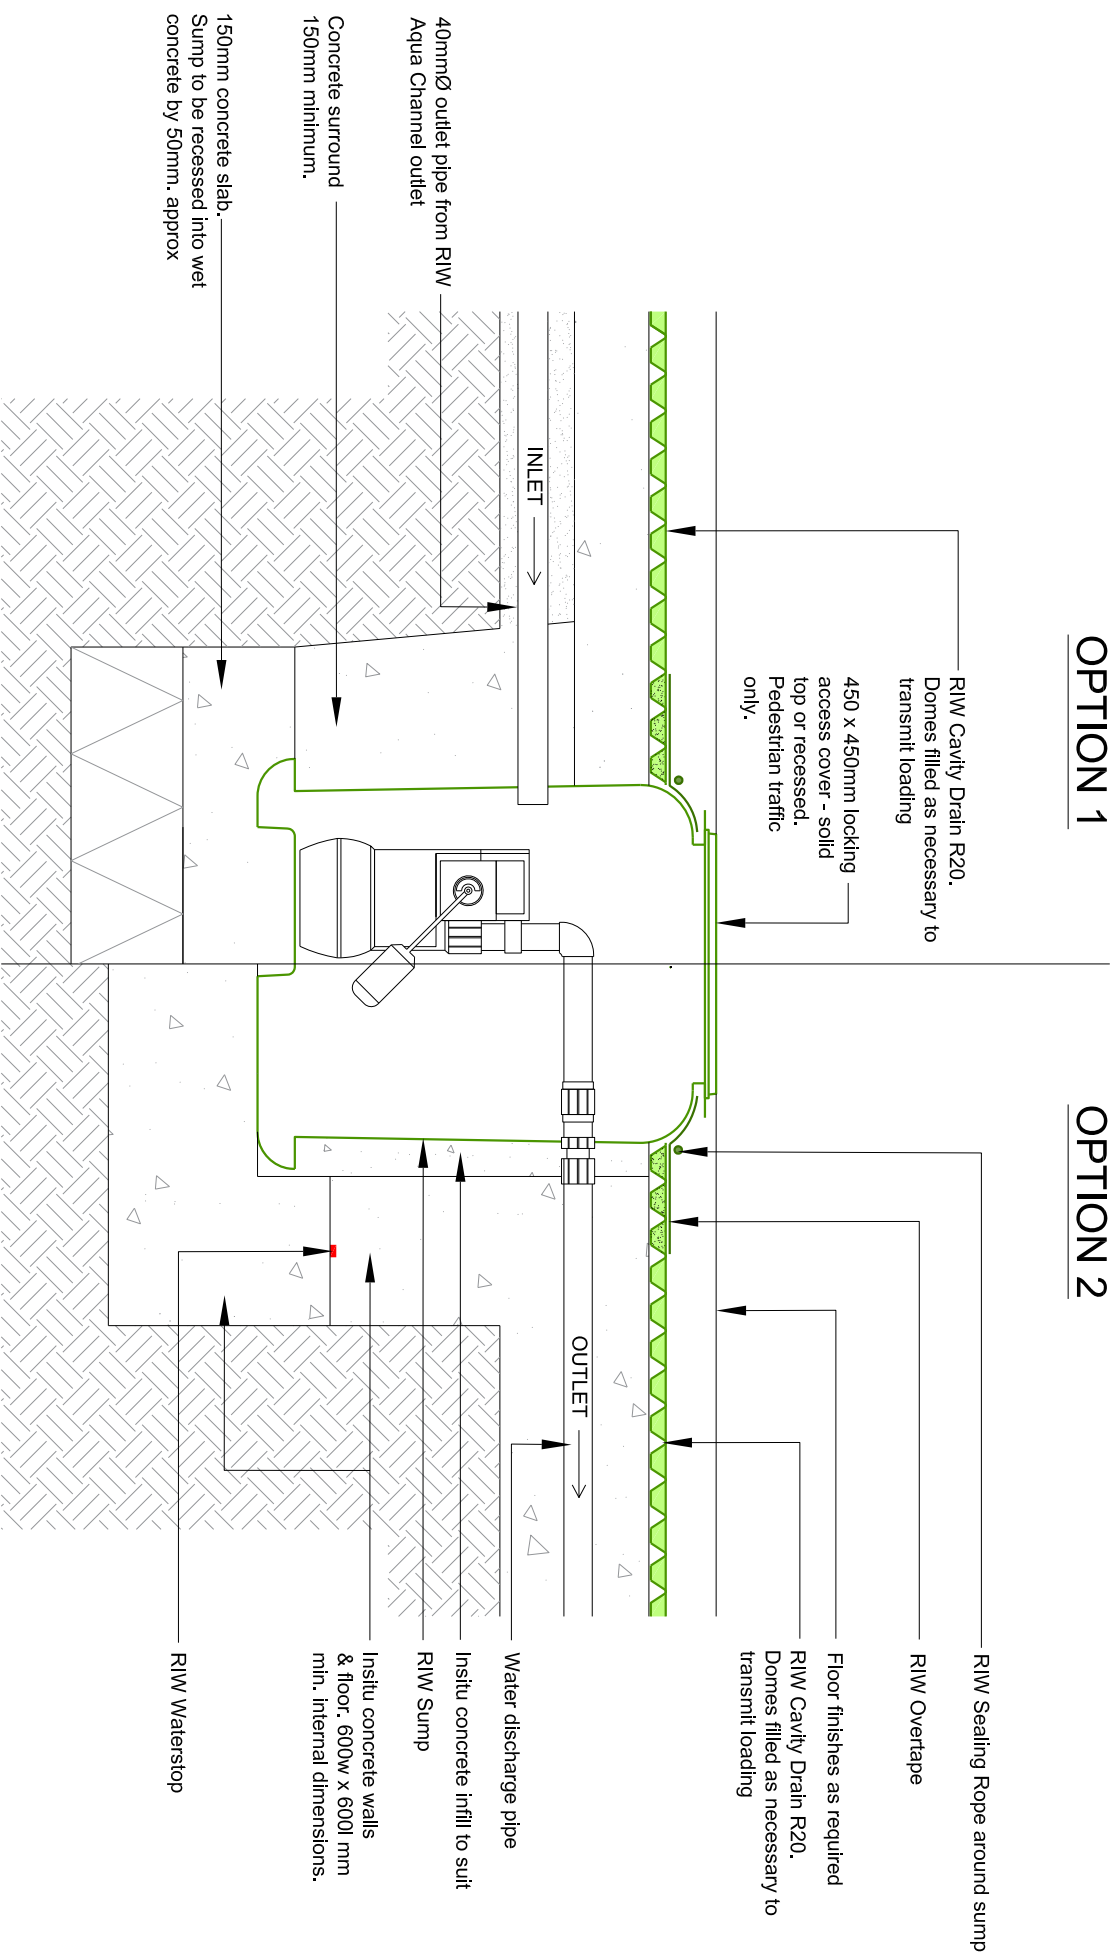 OPTION 1
OPTION 2
RIW Cavity Drain R20.
Domes filled as necessary to
transmit loading
450 x 450mm locking
access cover - solid
top or recessed.
Pedestrian traffic
only.
40mmØ outlet pipe from RIW
Aqua Channel outlet
Concrete surround
150mm minimum.
150mm concrete slab.
Sump to be recessed into wet
concrete by 50mm. approx
INLET
OUTLET
RIW Sealing Rope around sump
RIW Overtape
Floor finishes as required
RIW Cavity Drain R20.
Domes filled as necessary to
transmit loading
Water discharge pipe
Insitu concrete infill to suit
RIW Sump
Insitu concrete walls
& floor. 600w x 600l mm
min. internal dimensions.
RIW Waterstop